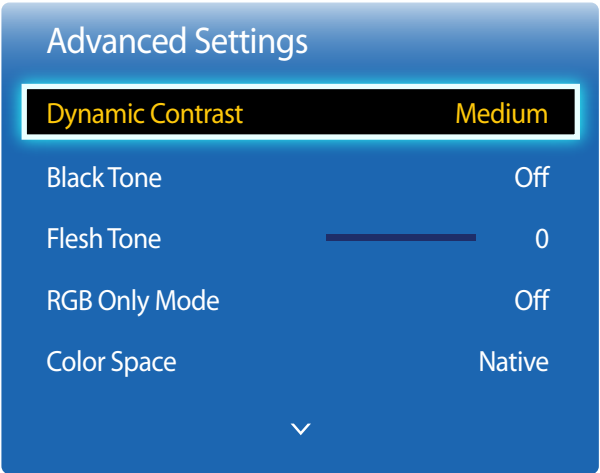 Advanced Settings
Dynamic Contrast Medium
Black Tone Off
Flesh Tone 0
RGB Only Mode Off
Color Space Native